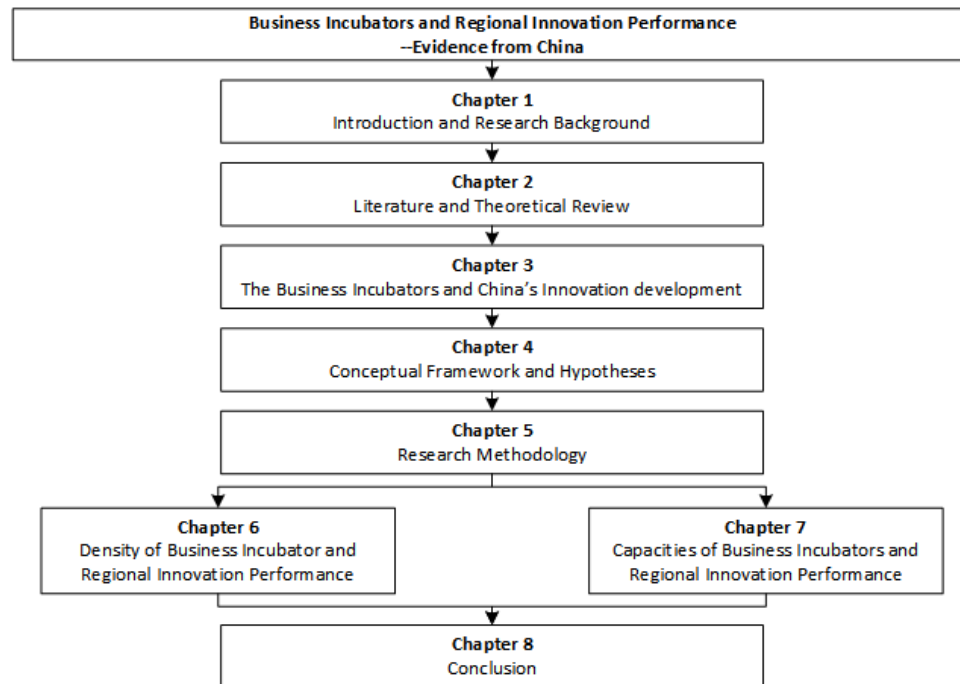 Business Incubators and Regional Innovation Performance
--Evidence from China
Chapter 1
Introduction and Research Background
Chapter 2
Literature and Theoretical Review
Chapter 3
The Business Incubators and China's Innovation development
Chapter 4
Conceptual Framework and Hypotheses
Chapter 5
Research Methodology
Chapter 6
Density of Business Incubator and
Regional Innovation Performance
Chapter 7
Capacities of Business Incubators and
Regional Innovation Performance
Chapter 8
Conclusion